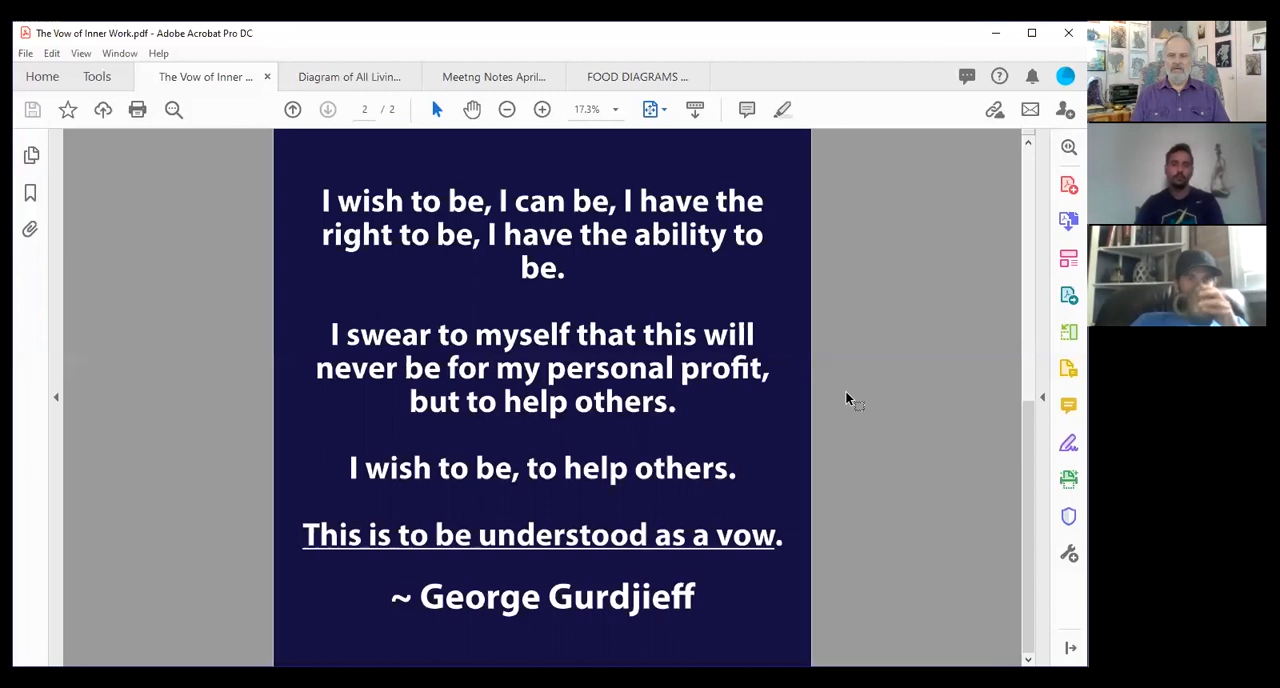 The Vow of Inner Work.pdf - Adobe Acrobat Pro DC
File Edit View Window Help
Home Tools The Vow of Inner ... × Diagram of All Livin... Meetng Notes April... FOOD DIAGRAMS ...
2 / 2 17.3%
I wish to be, I can be, I have the
right to be, I have the ability to
be.
I swear to myself that this will
never be for my personal profit,
but to help others.
I wish to be, to help others.
This is to be understood as a vow.
~ George Gurdjieff